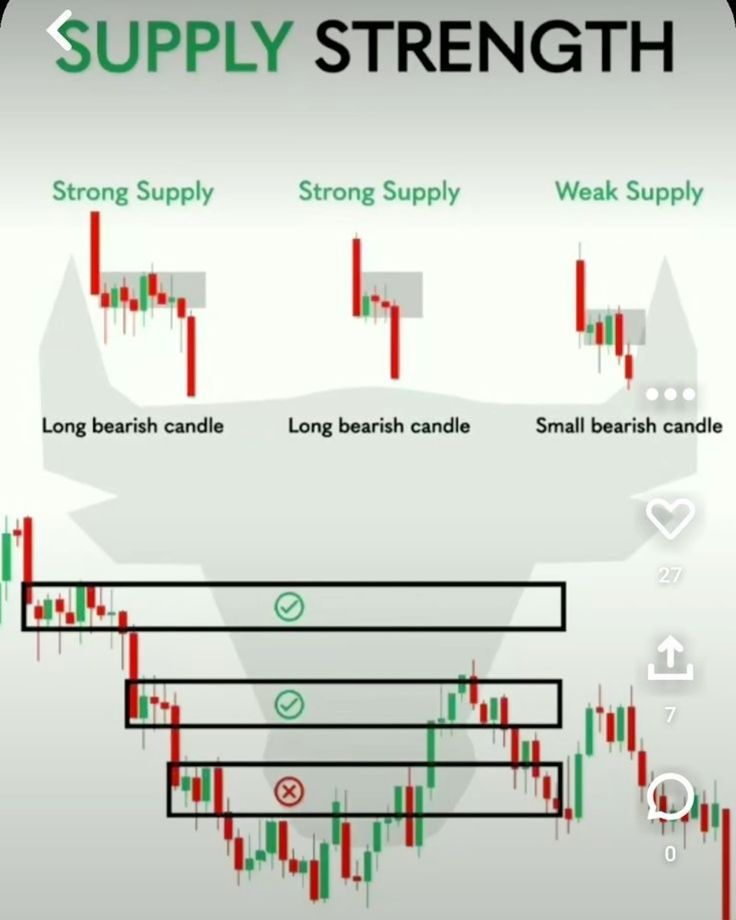 SUPPLY STRENGTH
Strong Supply
Strong Supply
Weak Supply
Long bearish candle
Long bearish candle
Small bearish candle
27
7
0